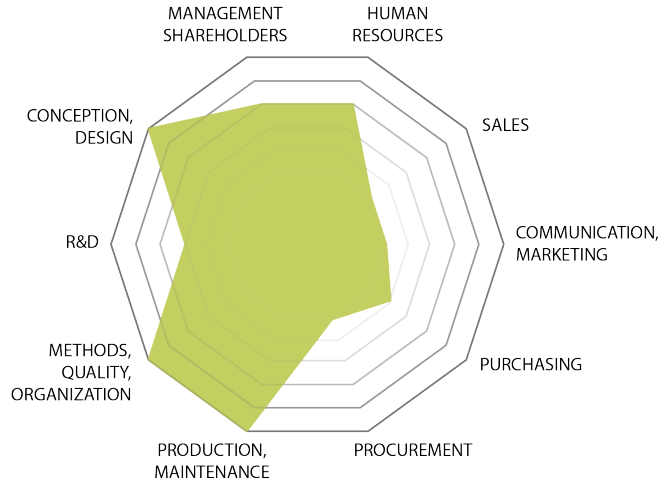 MANAGEMENT
SHAREHOLDERS
HUMAN
RESOURCES
CONCEPTION,
DESIGN
SALES
R&D
COMMUNICATION,
MARKETING
METHODS,
QUALITY,
ORGANIZATION
PURCHASING
PRODUCTION,
MAINTENANCE
PROCUREMENT